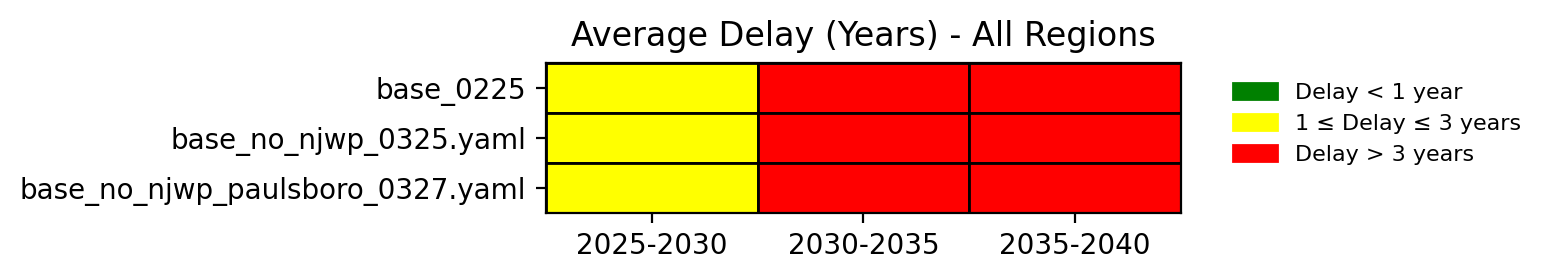 Average Delay (Years) - All Regions
base_0225
base_no_njwp_0325.yaml
base_no_njwp_paulsboro_0327.yaml
2025-2030 2030-2035 2035-2040
Delay < 1 year
1 ≤ Delay ≤ 3 years
Delay > 3 years